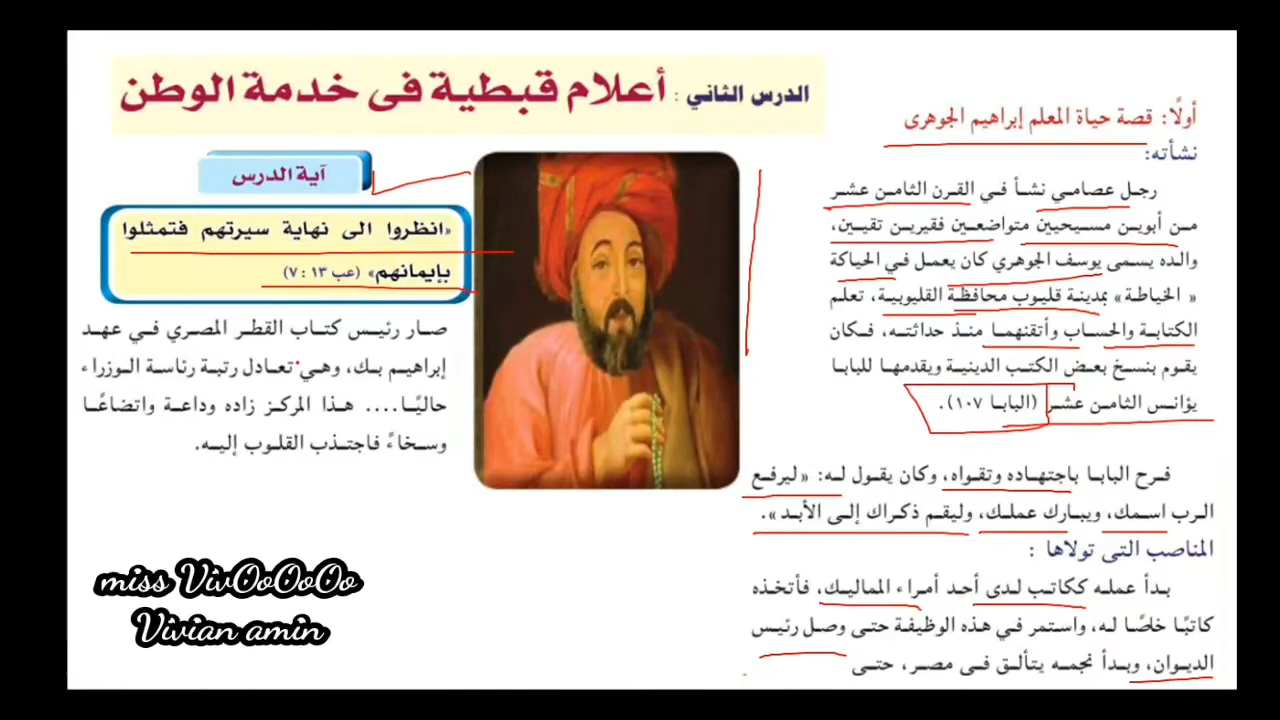 الدرس الثاني : أعلام قبطية فى خدمة الوطن
أولًا: قصة حياة المعلم إبراهيم الجوهرى
نشأته:
رجل عصامي نشأ في القرن الثامن عشر
من أبوين مسيحيين متواضعين فقيرين تقيين،
والده يسمى يوسف الجوهري كان يعمل في الحياكة
« الخياطة» بمدينة قليوب محافظة القليوبية، تعلم
الكتابة والحساب وأتقنهما منذ حداثته، فكان
يقوم بنسخ بعض الكتب الدينية ويقدمها للبابا
يؤانس الثامن عشر (البابا ١٠٧).
فرح البابا باجتهاده وتقواه، وكان يقول له: «ليرفع
الرب اسمك، ويبارك عملك، وليقم ذكراك إلى الأبد».
المناصب التى تولاها :
بدأ عمله ككاتب لدى أحد أمراء المماليك، فأتخذه
كاتبًا خاصًا له، واستمر في هذه الوظيفة حتى وصل رئيس
الديوان، وبدأ نجمه يتألق فى مصر، حتى
آية الدرس
«انظروا الى نهاية سيرتهم فتمثلوا
بإيمانهم» (عب ١٣ : ٧)
صار رئيس كتاب القطر المصري في عهد
إبراهيم بك، وهي تعادل رتبة رئاسة الوزراء
حاليًا.... هذا المركز زاده وداعة واتضاعًا
وسخاءً فاجتذب القلوب إليه.
miss VivOoOoOo
Vivian amin